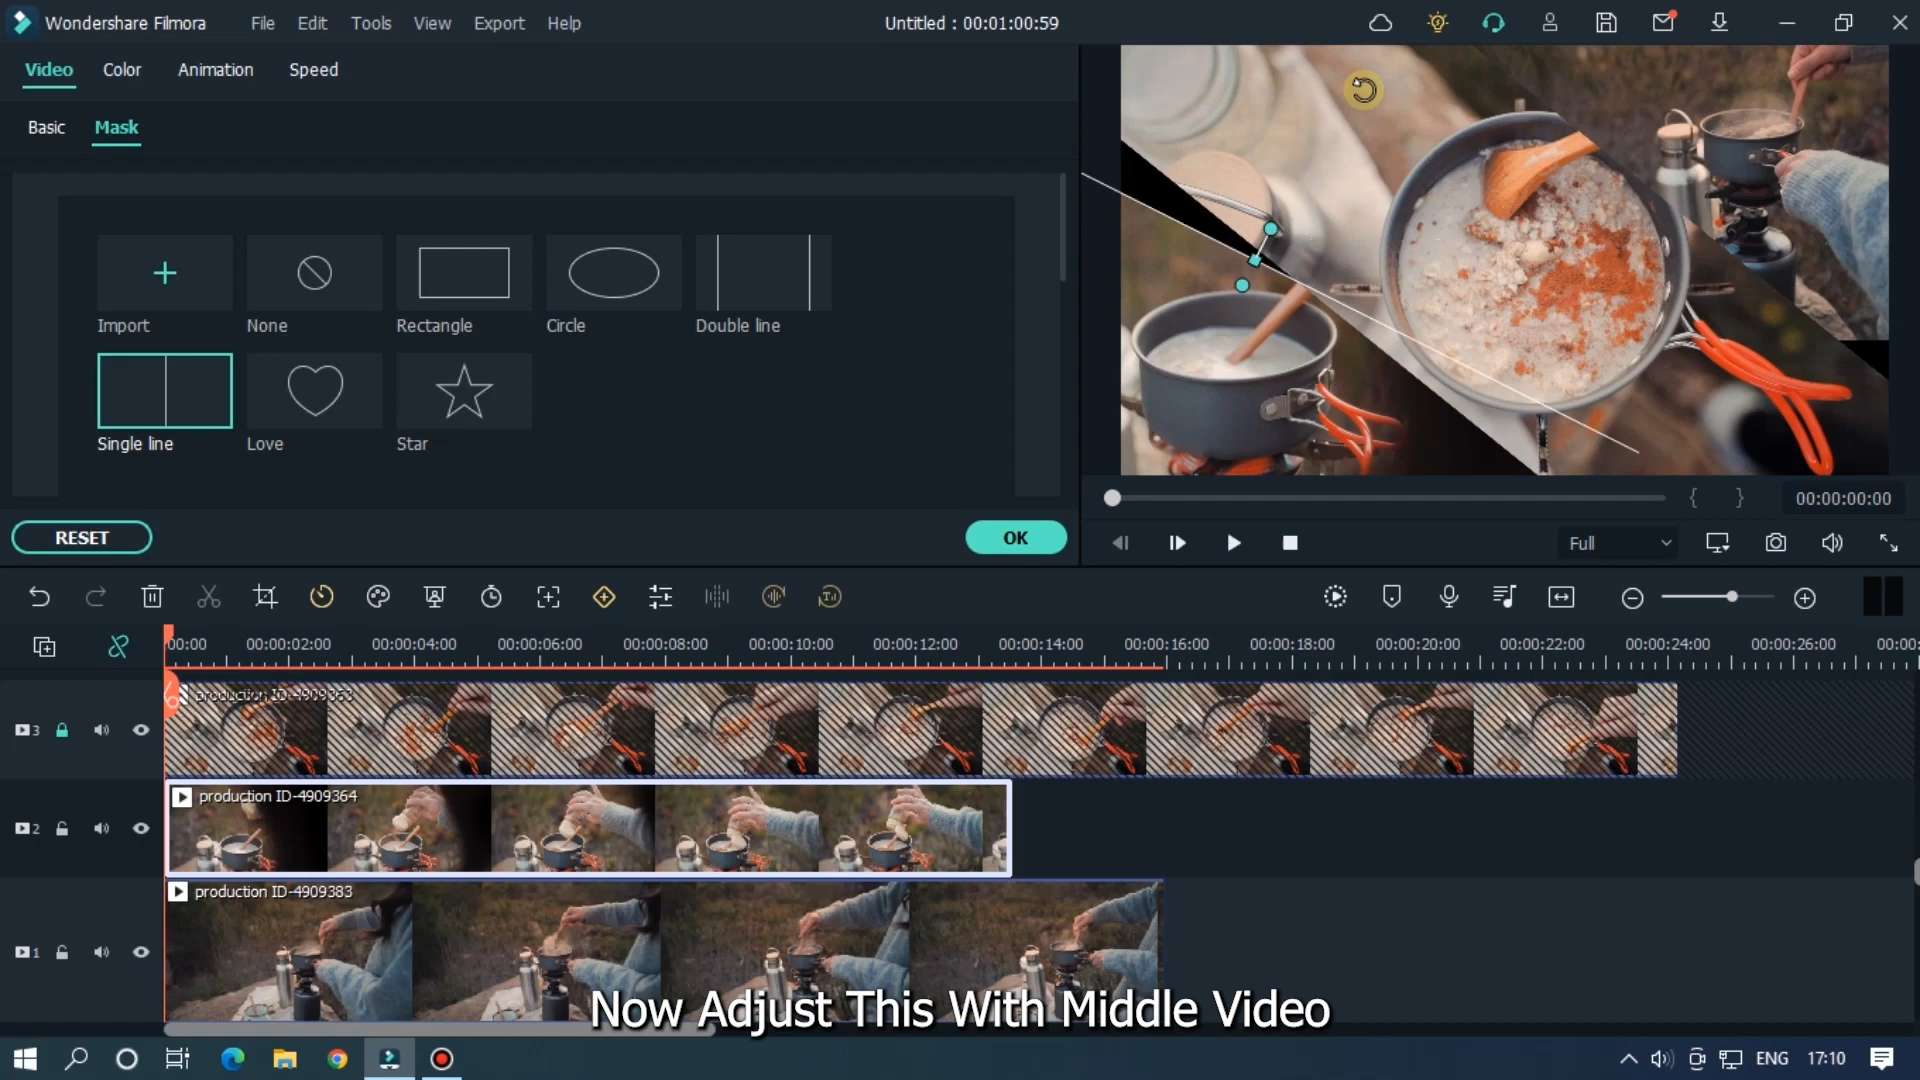 Wondershare Filmora
File Edit Tools View Export Help
Untitled : 00:01:00:59
Video Color Animation Speed
Basic Mask
Import None Rectangle Circle Double line
Single line Love Star
RESET OK
00:00:00:00
Full
00:00 00:00:02:00 00:00:04:00 00:00:06:00 00:00:08:00 00:00:10:00 00:00:12:00 00:00:14:00 00:00:16:00 00:00:18:00 00:00:20:00 00:00:22:00 00:00:24:00 00:00:26:00 00:00:
production ID-4909363
3
production ID-4909364
2
production ID-4909383
1
Now Adjust This With Middle Video
ENG 17:10